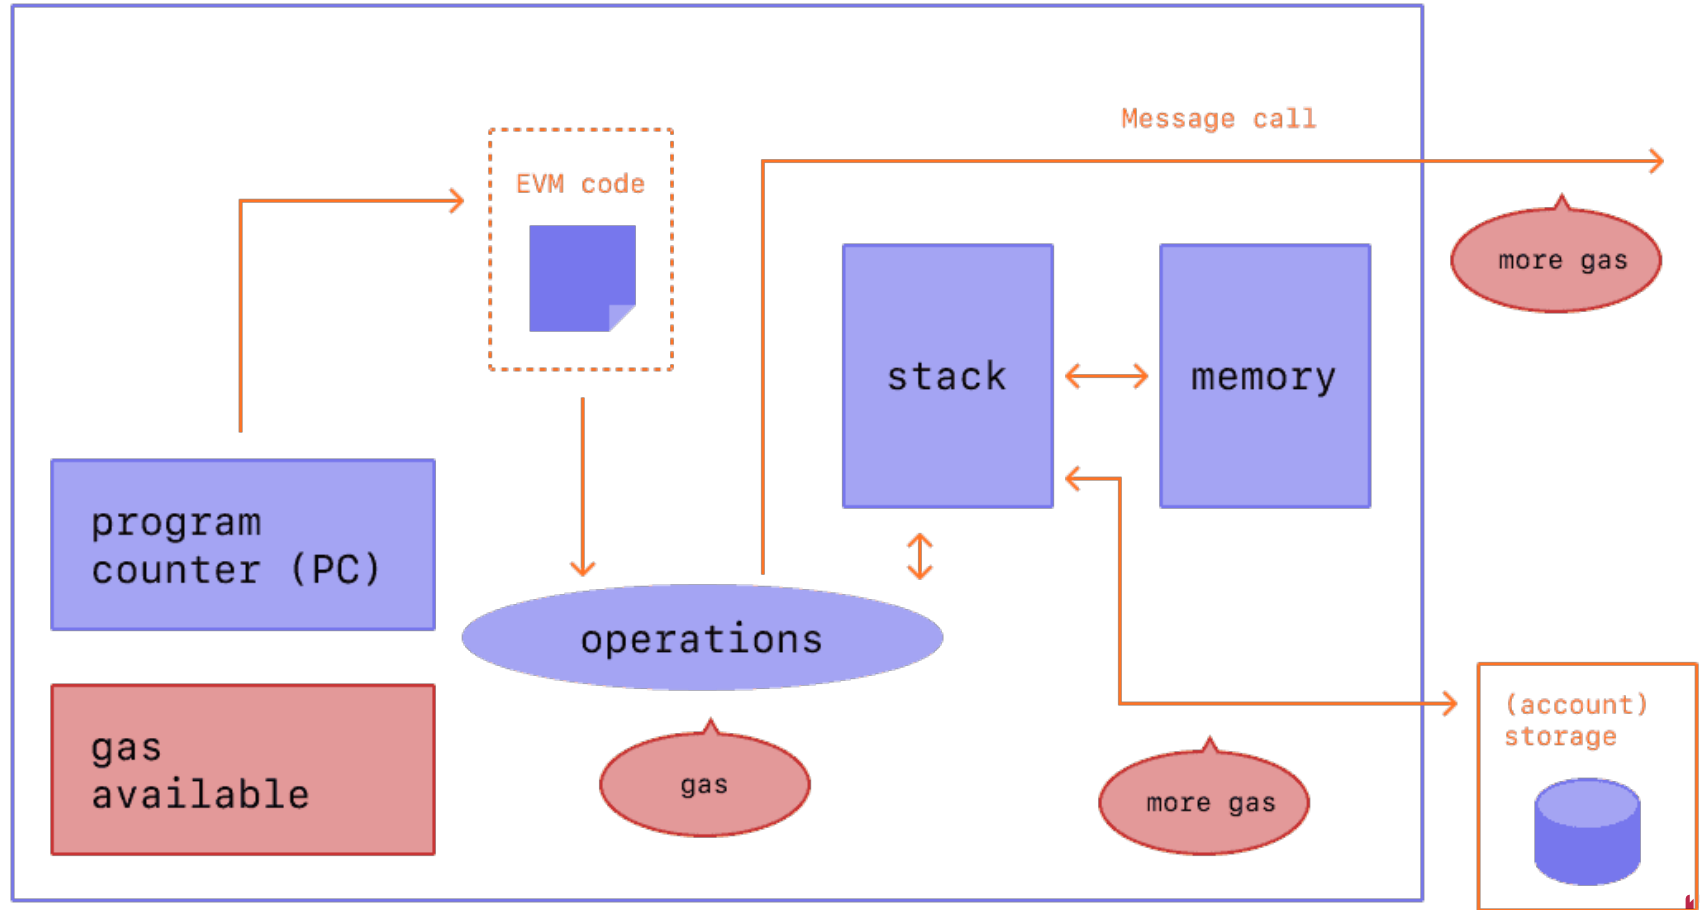 Message call
EVM code
more gas
stack
memory
program
counter (PC)
operations
(account)
storage
gas
available
gas
more gas